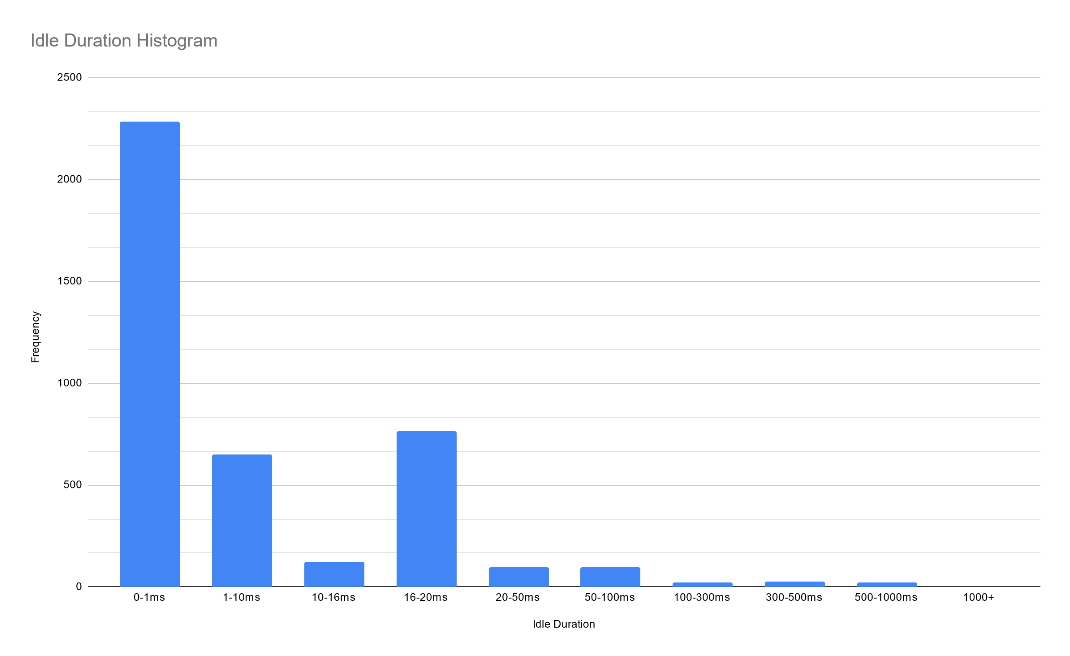 Idle Duration Histogram
2500
2000
1500
1000
500
0
Frequency
0-1ms
1-10ms
10-16ms
16-20ms
20-50ms
50-100ms
100-300ms
300-500ms
500-1000ms
1000+
Idle Duration